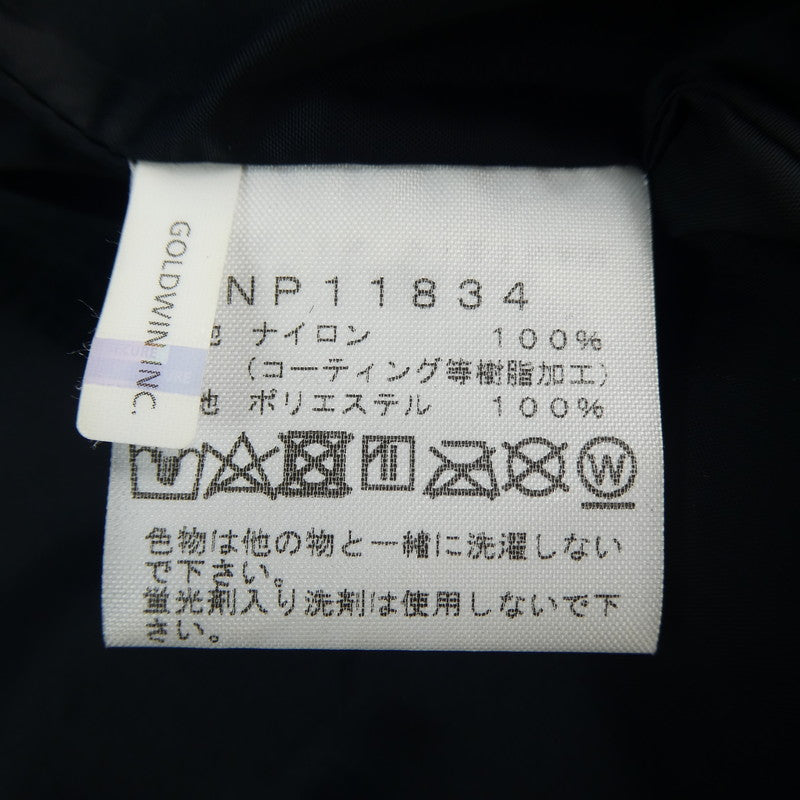 GOLDWIN INC.
NP11834
地 ナイロン 100%
(コーティング等樹脂加工)
地 ポリエステル 100%
W
色物は他の物と一緒に洗濯しない
で下さい。
蛍光剤入り洗剤は使用しないで下
さい。